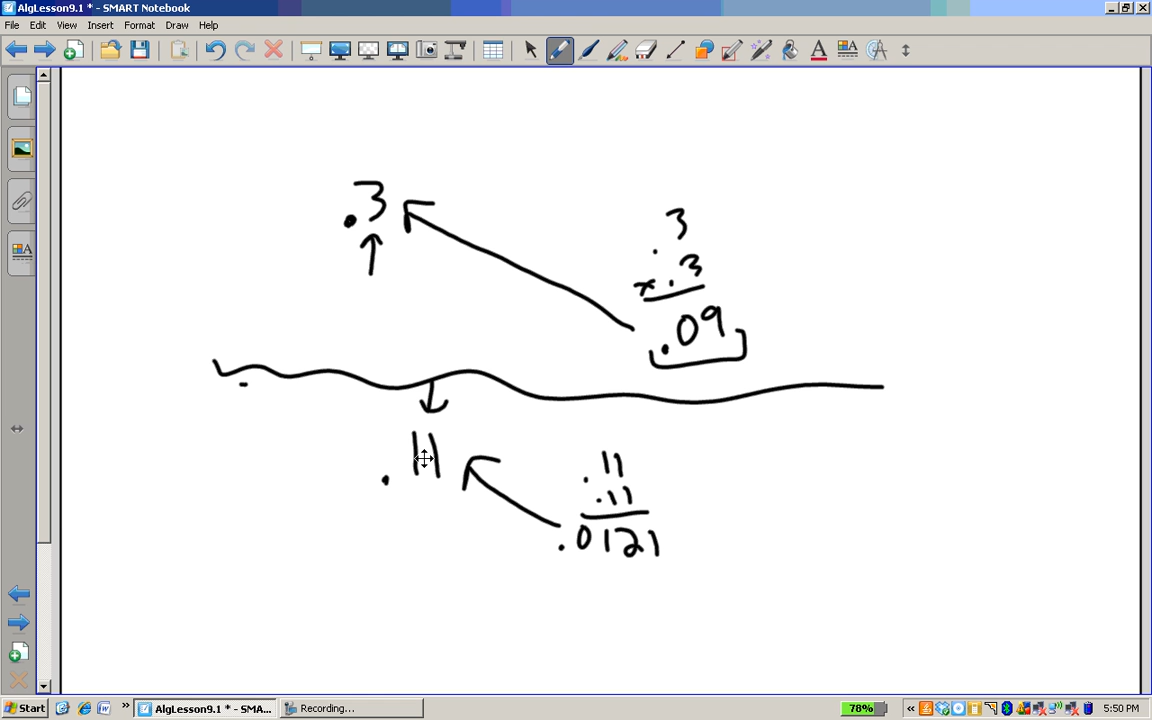 AlgLesson9.1 * - SMART Notebook
File Edit View Insert Format Draw Help
.3
.3
x .3
.09
.11
.11
.11
.0121
Start
AlgLesson9.1 * - SMA...
Recording...
78%
5:50 PM